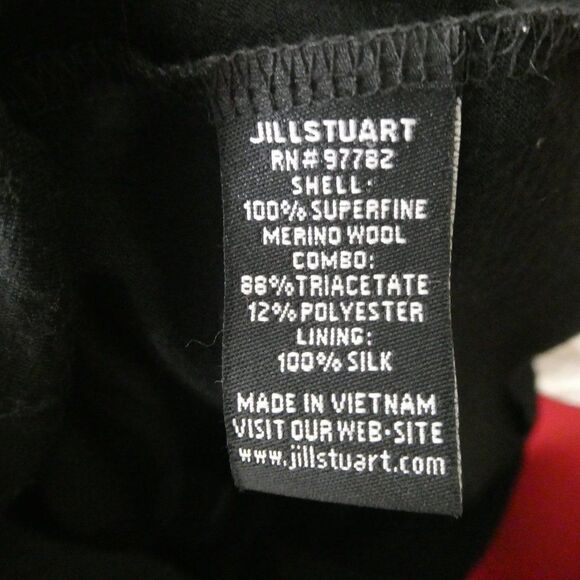 JILLSTUART
RN#97782
SHELL:
100% SUPERFINE
MERINO WOOL
COMBO:
88% TRIACETATE
12% POLYESTER
LINING:
100% SILK
MADE IN VIETNAM
VISIT OUR WEB-SITE
www.jillstuart.com